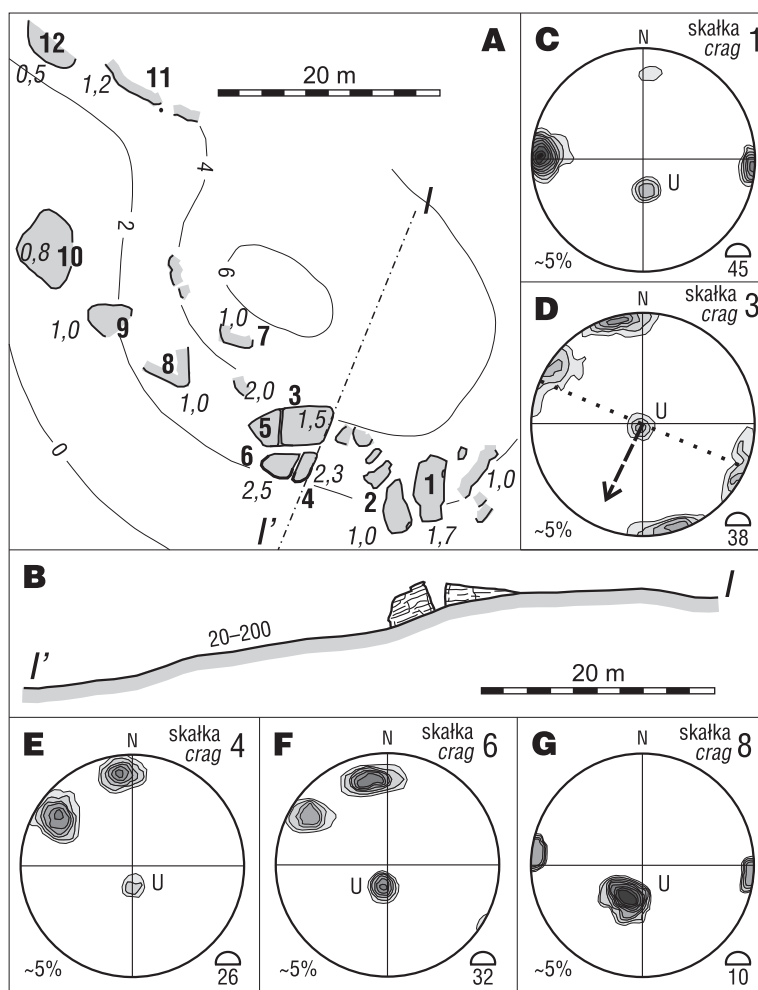 A
12
0,5
1,2
11
20 m
4
2
I
10
0,8
6
1,0
9
1,0
7
8
1,0
2,0
3
5
1,5
0
6
2,5
2,3
4
2
1
1,0
1,0
1,7
I’
C
skałka
crag 1
N
U
~5%
45
D
skałka
crag 3
N
U
~5%
38
B
I
20–200
I’
20 m
E
skałka
crag 4
N
U
~5%
26
F
skałka
crag 6
N
U
~5%
32
G
skałka
crag 8
N
U
~5%
10